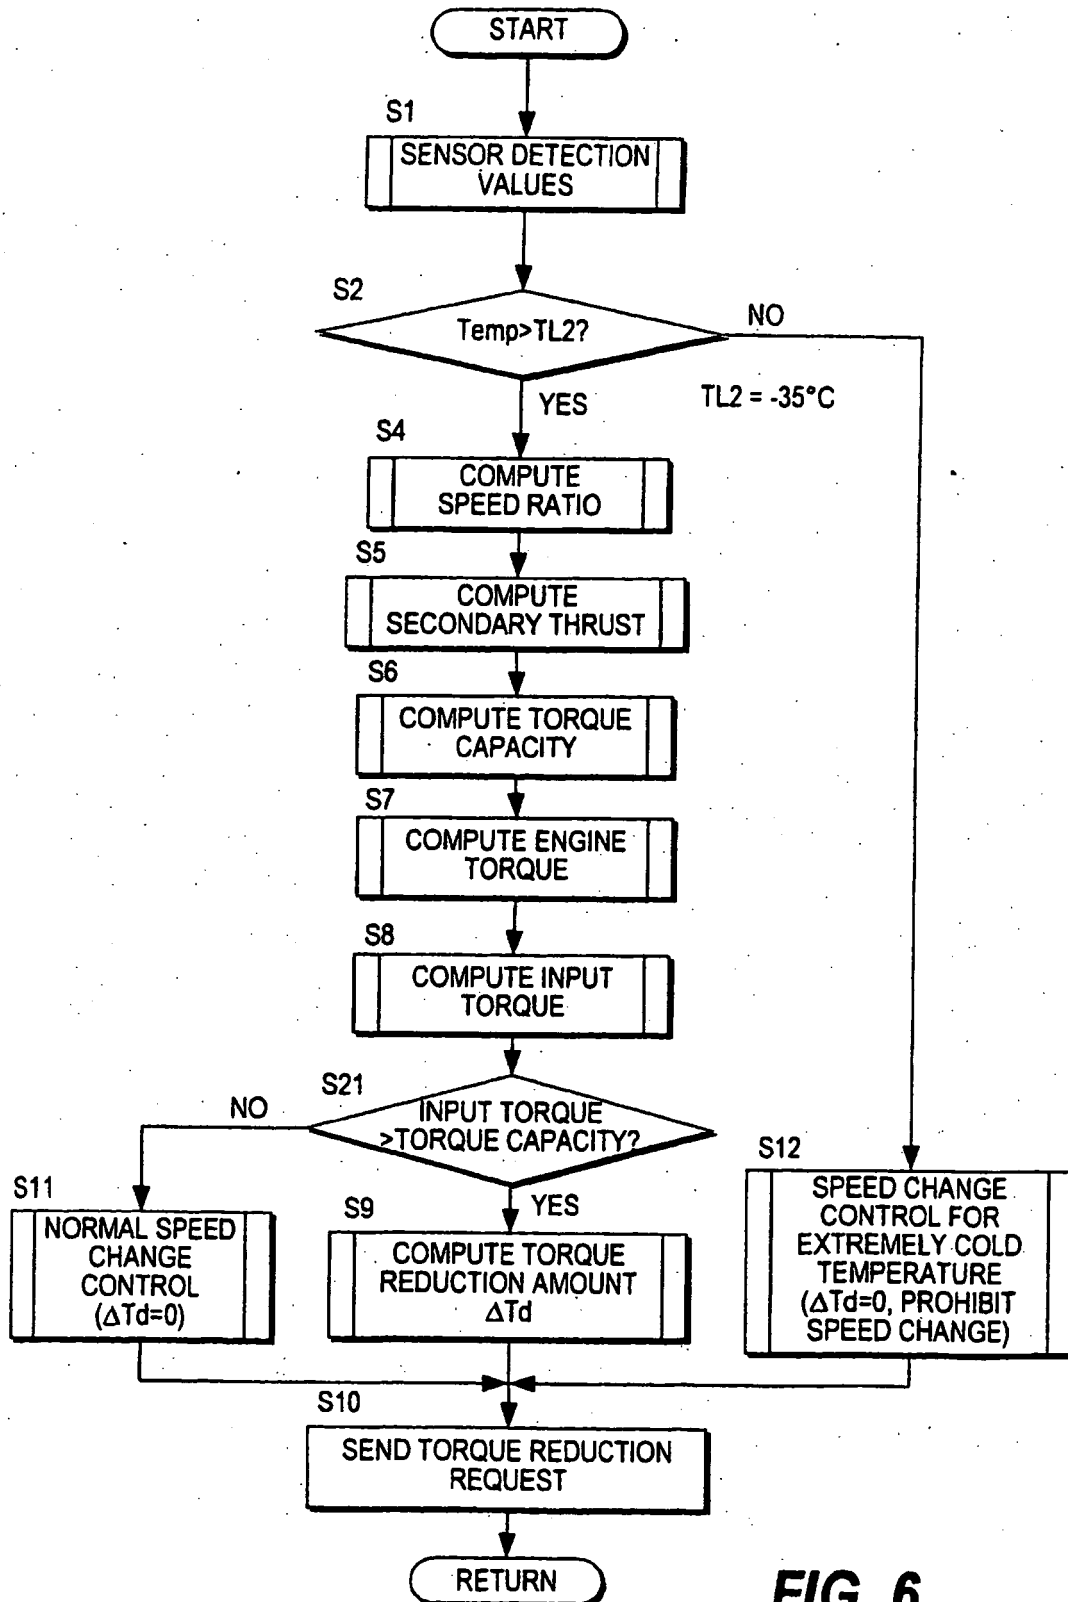 START
S1
SENSOR DETECTION
VALUES
S2
Temp>TL2?
NO
TL2 = -35°C
YES
S4
COMPUTE
SPEED RATIO
S5
COMPUTE
SECONDARY THRUST
S6
COMPUTE TORQUE
CAPACITY
S7
COMPUTE ENGINE
TORQUE
S8
COMPUTE INPUT
TORQUE
S21
INPUT TORQUE
>TORQUE CAPACITY?
NO
YES
S11
NORMAL SPEED
CHANGE
CONTROL
(ΔTd=0)
S9
COMPUTE TORQUE
REDUCTION AMOUNT
ΔTd
S12
SPEED CHANGE
CONTROL FOR
EXTREMELY COLD
TEMPERATURE
(ΔTd=0, PROHIBIT
SPEED CHANGE)
S10
SEND TORQUE REDUCTION
REQUEST
RETURN
FIG. 6